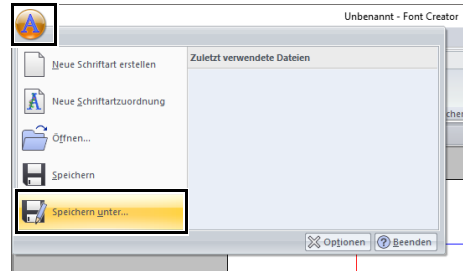 Unbenannt - Font Creator
A
Neue Schriftart erstellen
Zuletzt verwendete Dateien
A
Neue Schriftartzuordnung
Öffnen...
Speichern
Speichern unter...
Optionen
? Beenden